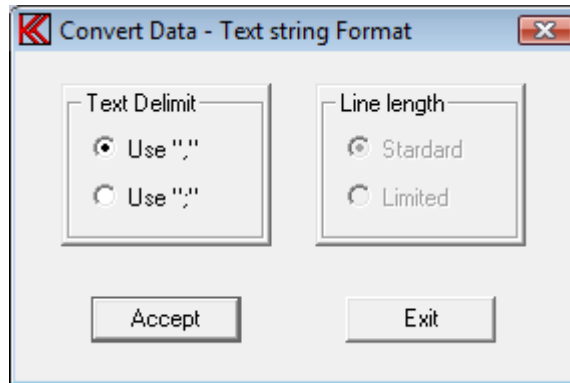 Convert Data - Text string Format
Text Delimit
Use ","
Use ";"
Line length
Stardard
Limited
Accept
Exit